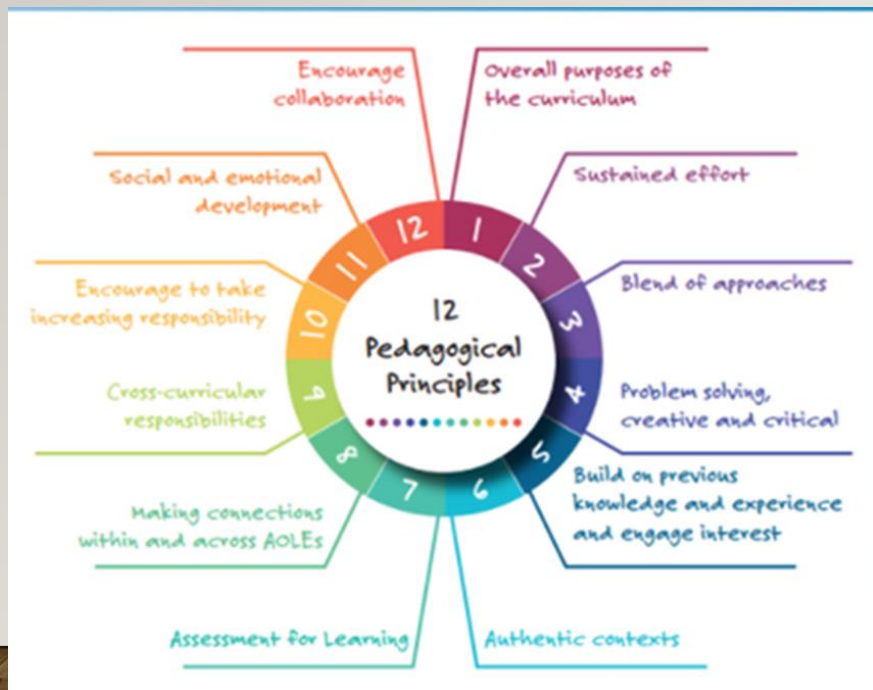 12
Pedagogical
Principles
1
Overall purposes of
the curriculum
2
Sustained effort
3
Blend of approaches
4
Problem solving,
creative and critical
5
Build on previous
knowledge and experience
and engage interest
6
Authentic contexts
7
Assessment for Learning
8
Making connections
within and across AOLEs
9
Cross-curricular
responsibilities
10
Encourage to take
increasing responsibility
11
Social and emotional
development
12
Encourage
collaboration